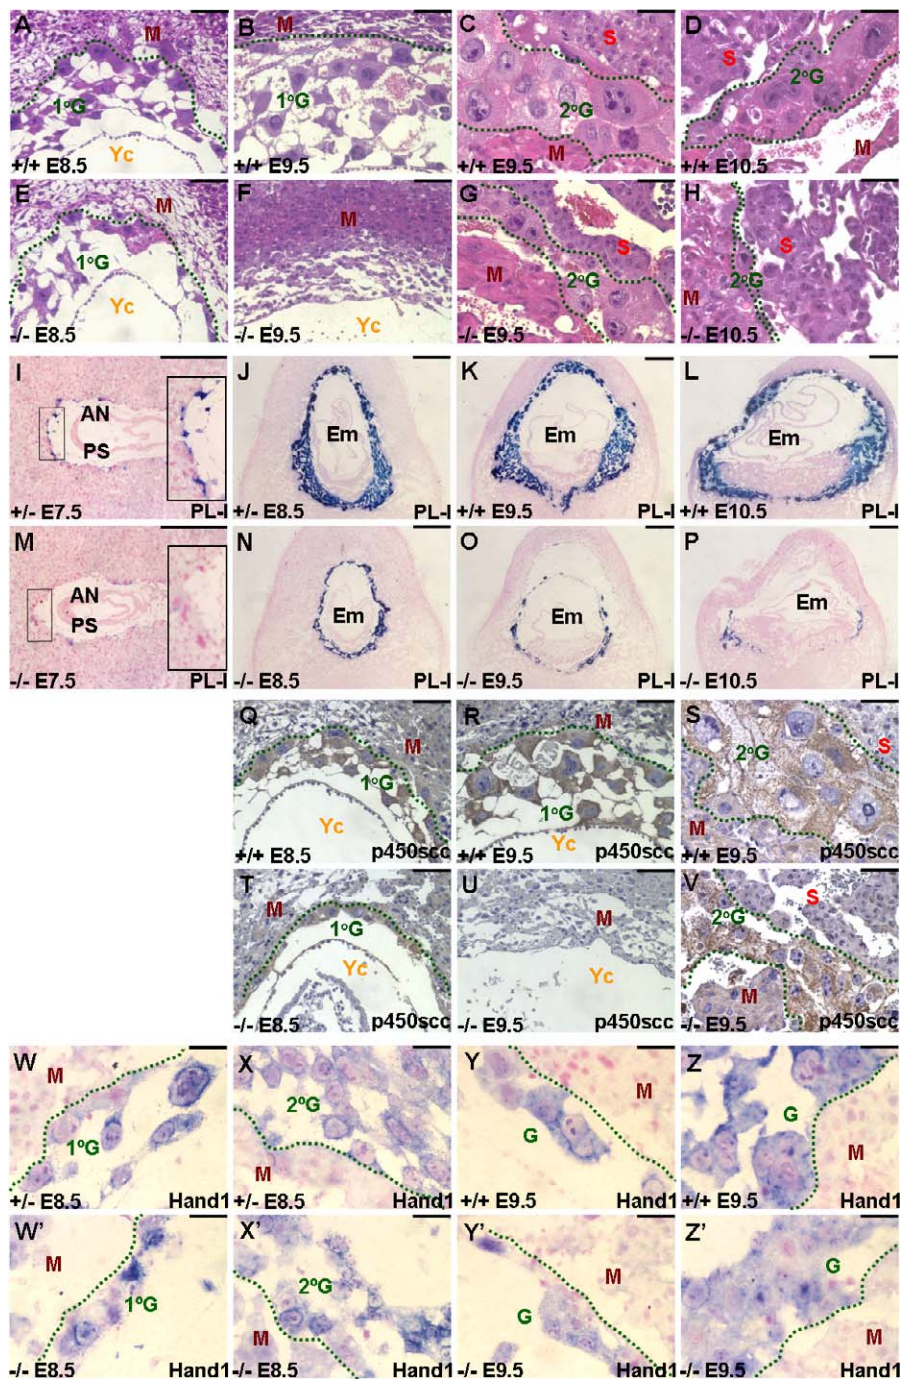 A M 1°G Yc +/+ E8.5
B M 1°G +/+ E9.5
C S 2°G M +/+ E9.5
D S 2°G M +/+ E10.5
E M 1°G Yc -/- E8.5
F M Yc -/- E9.5
G S M 2°G -/- E9.5
H S M 2°G -/- E10.5
I AN PS +/- E7.5 PL-I
J Em +/- E8.5 PL-I
K Em +/+ E9.5 PL-I
L Em +/+ E10.5 PL-I
M AN PS -/- E7.5 PL-I
N Em -/- E8.5 PL-I
O Em -/- E9.5 PL-I
P Em -/- E10.5 PL-I
Q M 1°G Yc +/+ E8.5 p450scc
R M 1°G Yc +/+ E9.5 p450scc
S 2°G S M +/+ E9.5 p450scc
T M 1°G Yc -/- E8.5 p450scc
U M Yc -/- E9.5 p450scc
V S 2°G M -/- E9.5 p450scc
W M 1°G +/- E8.5 Hand1
X 2°G M +/- E8.5 Hand1
Y M G +/+ E9.5 Hand1
Z G M +/+ E9.5 Hand1
W' M 1°G -/- E8.5 Hand1
X' 2°G M -/- E8.5 Hand1
Y' M G -/- E9.5 Hand1
Z' G M -/- E9.5 Hand1